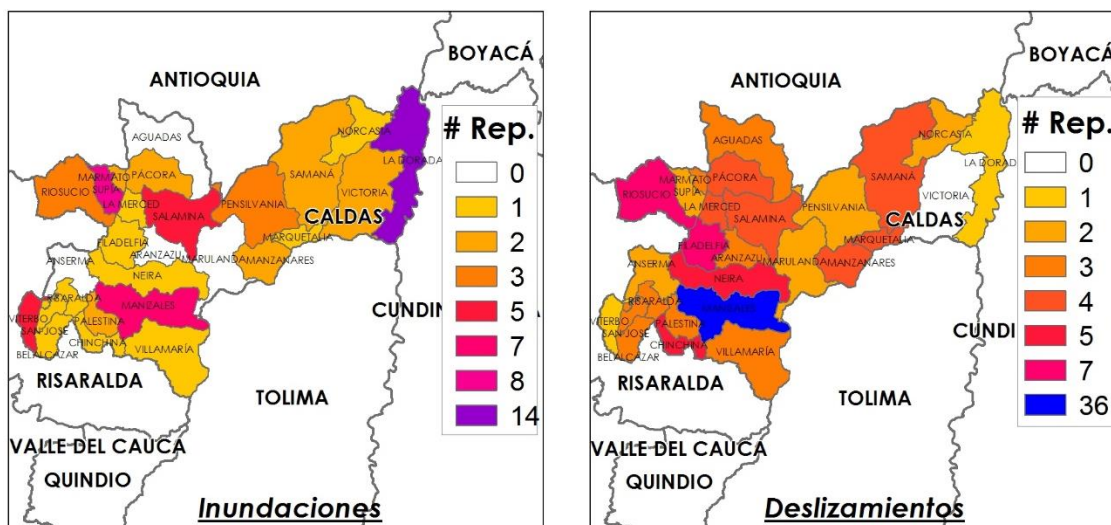 BOYACÁ
ANTIOQUIA
# Rep.
0
1
2
3
5
7
8
14
AGUADAS
NORCASIA
LA DORADA
MARMATO
PÁCORA
RIOSUCIO
SUPÍA
LA MERCED
SAMANÁ
VICTORIA
SALAMINA
PENSILVANIA
CALDAS
FILADELFIA
MARQUETALIA
ANSERMA
ARANZAZU
MARULANDA
MANZANARES
NEIRA
RISARALDA
MANIZALES
VITERBO
SAN JOSÉ
PALESTINA
CHINCHINÁ
BELALCÁZAR
VILLAMARÍA
CUNDIN
A
RISARALDA
TOLIMA
VALLE DEL CAUCA
QUINDIO
Inundaciones
BOYACÁ
ANTIOQUIA
# Rep.
0
1
2
3
4
5
7
36
AGUADAS
NORCASIA
LA DORAD
MARMATO
PÁCORA
RIOSUCIO
SUPÍA
LA MERCED
SAMANÁ
VICTORIA
SALAMINA
PENSILVANIA
CALDAS
FILADELFIA
MARQUETALIA
ANSERMA
ARANZAZU
MARULANDA
MANZANARES
NEIRA
RISARALDA
MANIZALES
VITERBO
SAN JOSÉ
PALESTINA
CHINCHINÁ
BELALCÁZAR
VILLAMARÍA
CUNDI
RISARALDA
TOLIMA
VALLE DEL CAUCA
QUINDIO
Deslizamientos